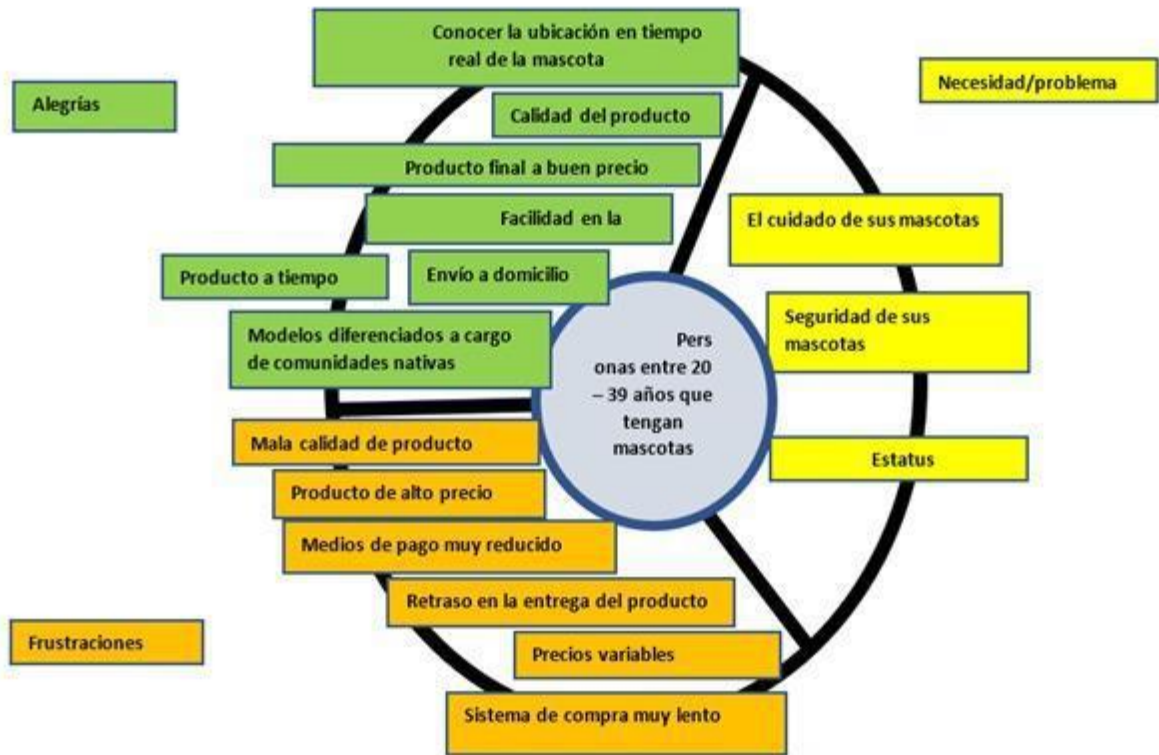 Conocer la ubicación en tiempo
real de la mascota
Alegrías
Necesidad/problema
Calidad del producto
Producto final a buen precio
Facilidad en la
El cuidado de sus mascotas
Producto a tiempo
Envío a domicilio
Modelos diferenciados a cargo
de comunidades nativas
Seguridad de sus
mascotas
Pers
onas entre 20
– 39 años que
tengan
mascotas
Mala calidad de producto
Estatus
Producto de alto precio
Medios de pago muy reducido
Retraso en la entrega del producto
Frustraciones
Precios variables
Sistema de compra muy lento